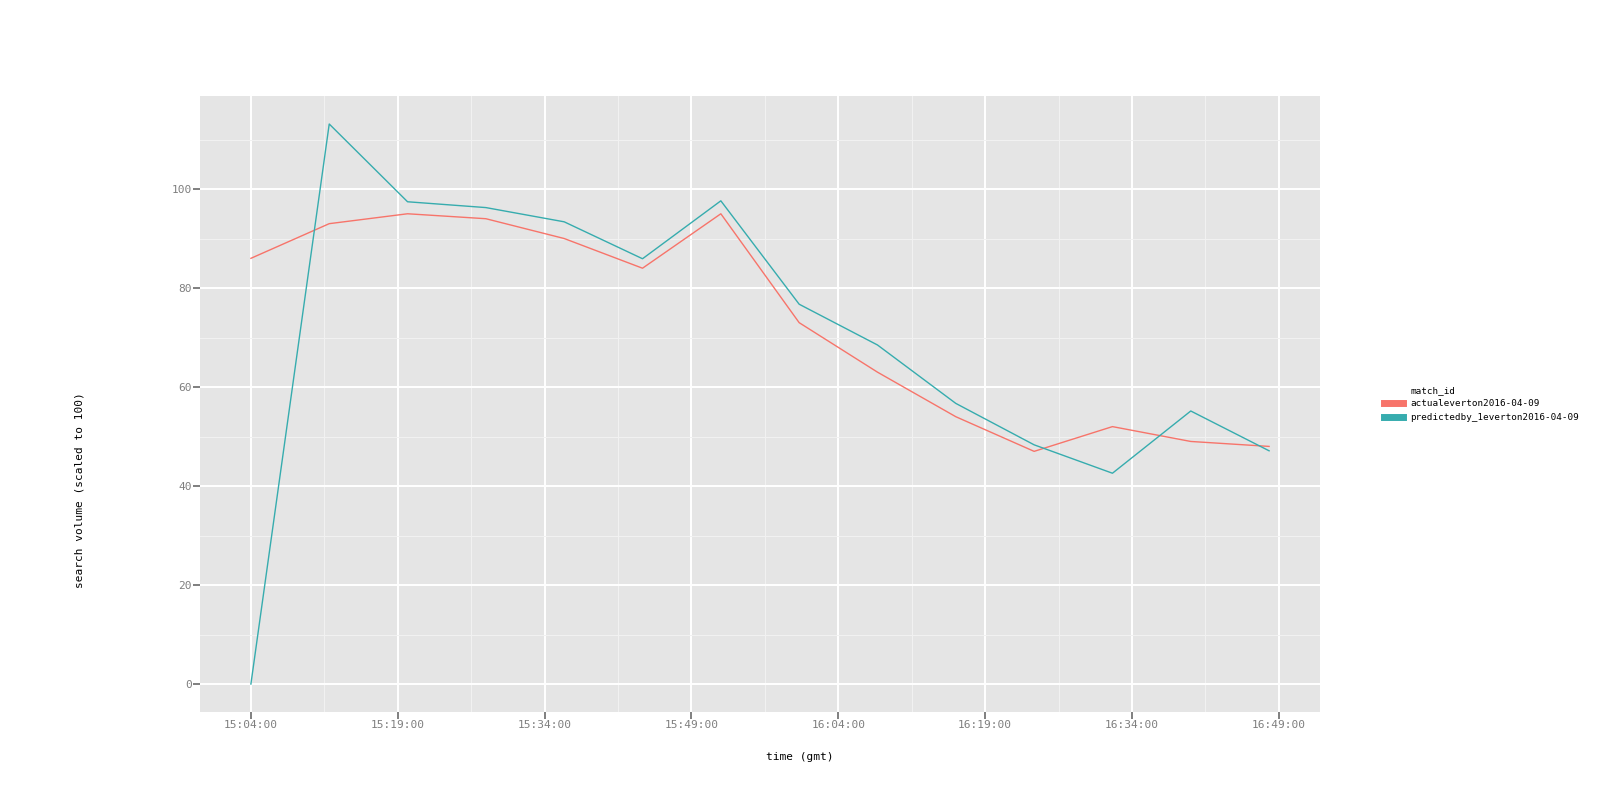 100
80
60
40
20
0
search volume (scaled to 100)
15:04:00 15:19:00 15:34:00 15:49:00 16:04:00 16:19:00 16:34:00 16:49:00
time (gmt)
match_id
actualeverton2016-04-09
predictedby_1everton2016-04-09